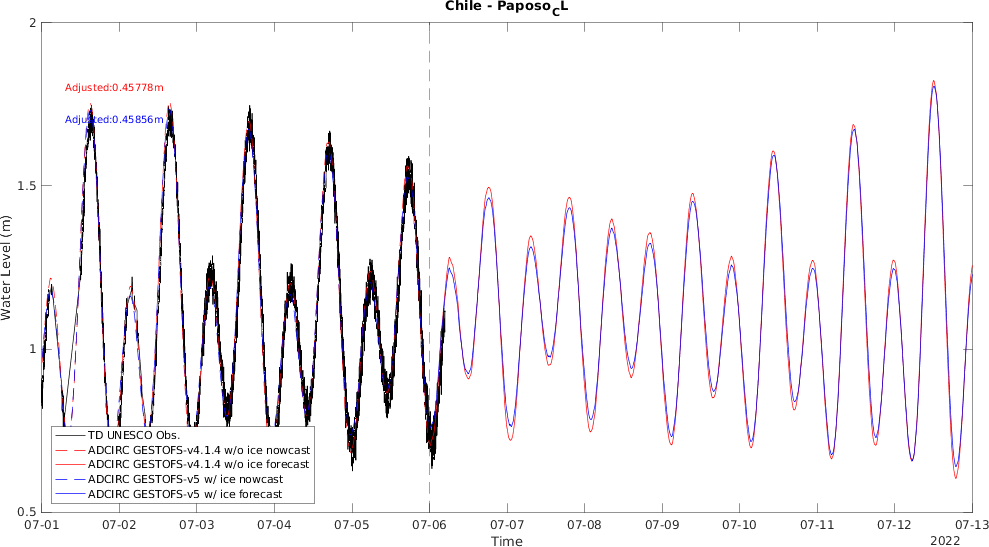 Chile - Paposo_CL
Water Level (m)
2
1.5
1
0.5
Adjusted:0.45778m
Adjusted:0.45856m
TD UNESCO Obs.
ADCIRC GESTOFS-v4.1.4 w/o ice nowcast
ADCIRC GESTOFS-v4.1.4 w/o ice forecast
ADCIRC GESTOFS-v5 w/ ice nowcast
ADCIRC GESTOFS-v5 w/ ice forecast
07-01 07-02 07-03 07-04 07-05 07-06 07-07 07-08 07-09 07-10 07-11 07-12 07-13
Time
2022